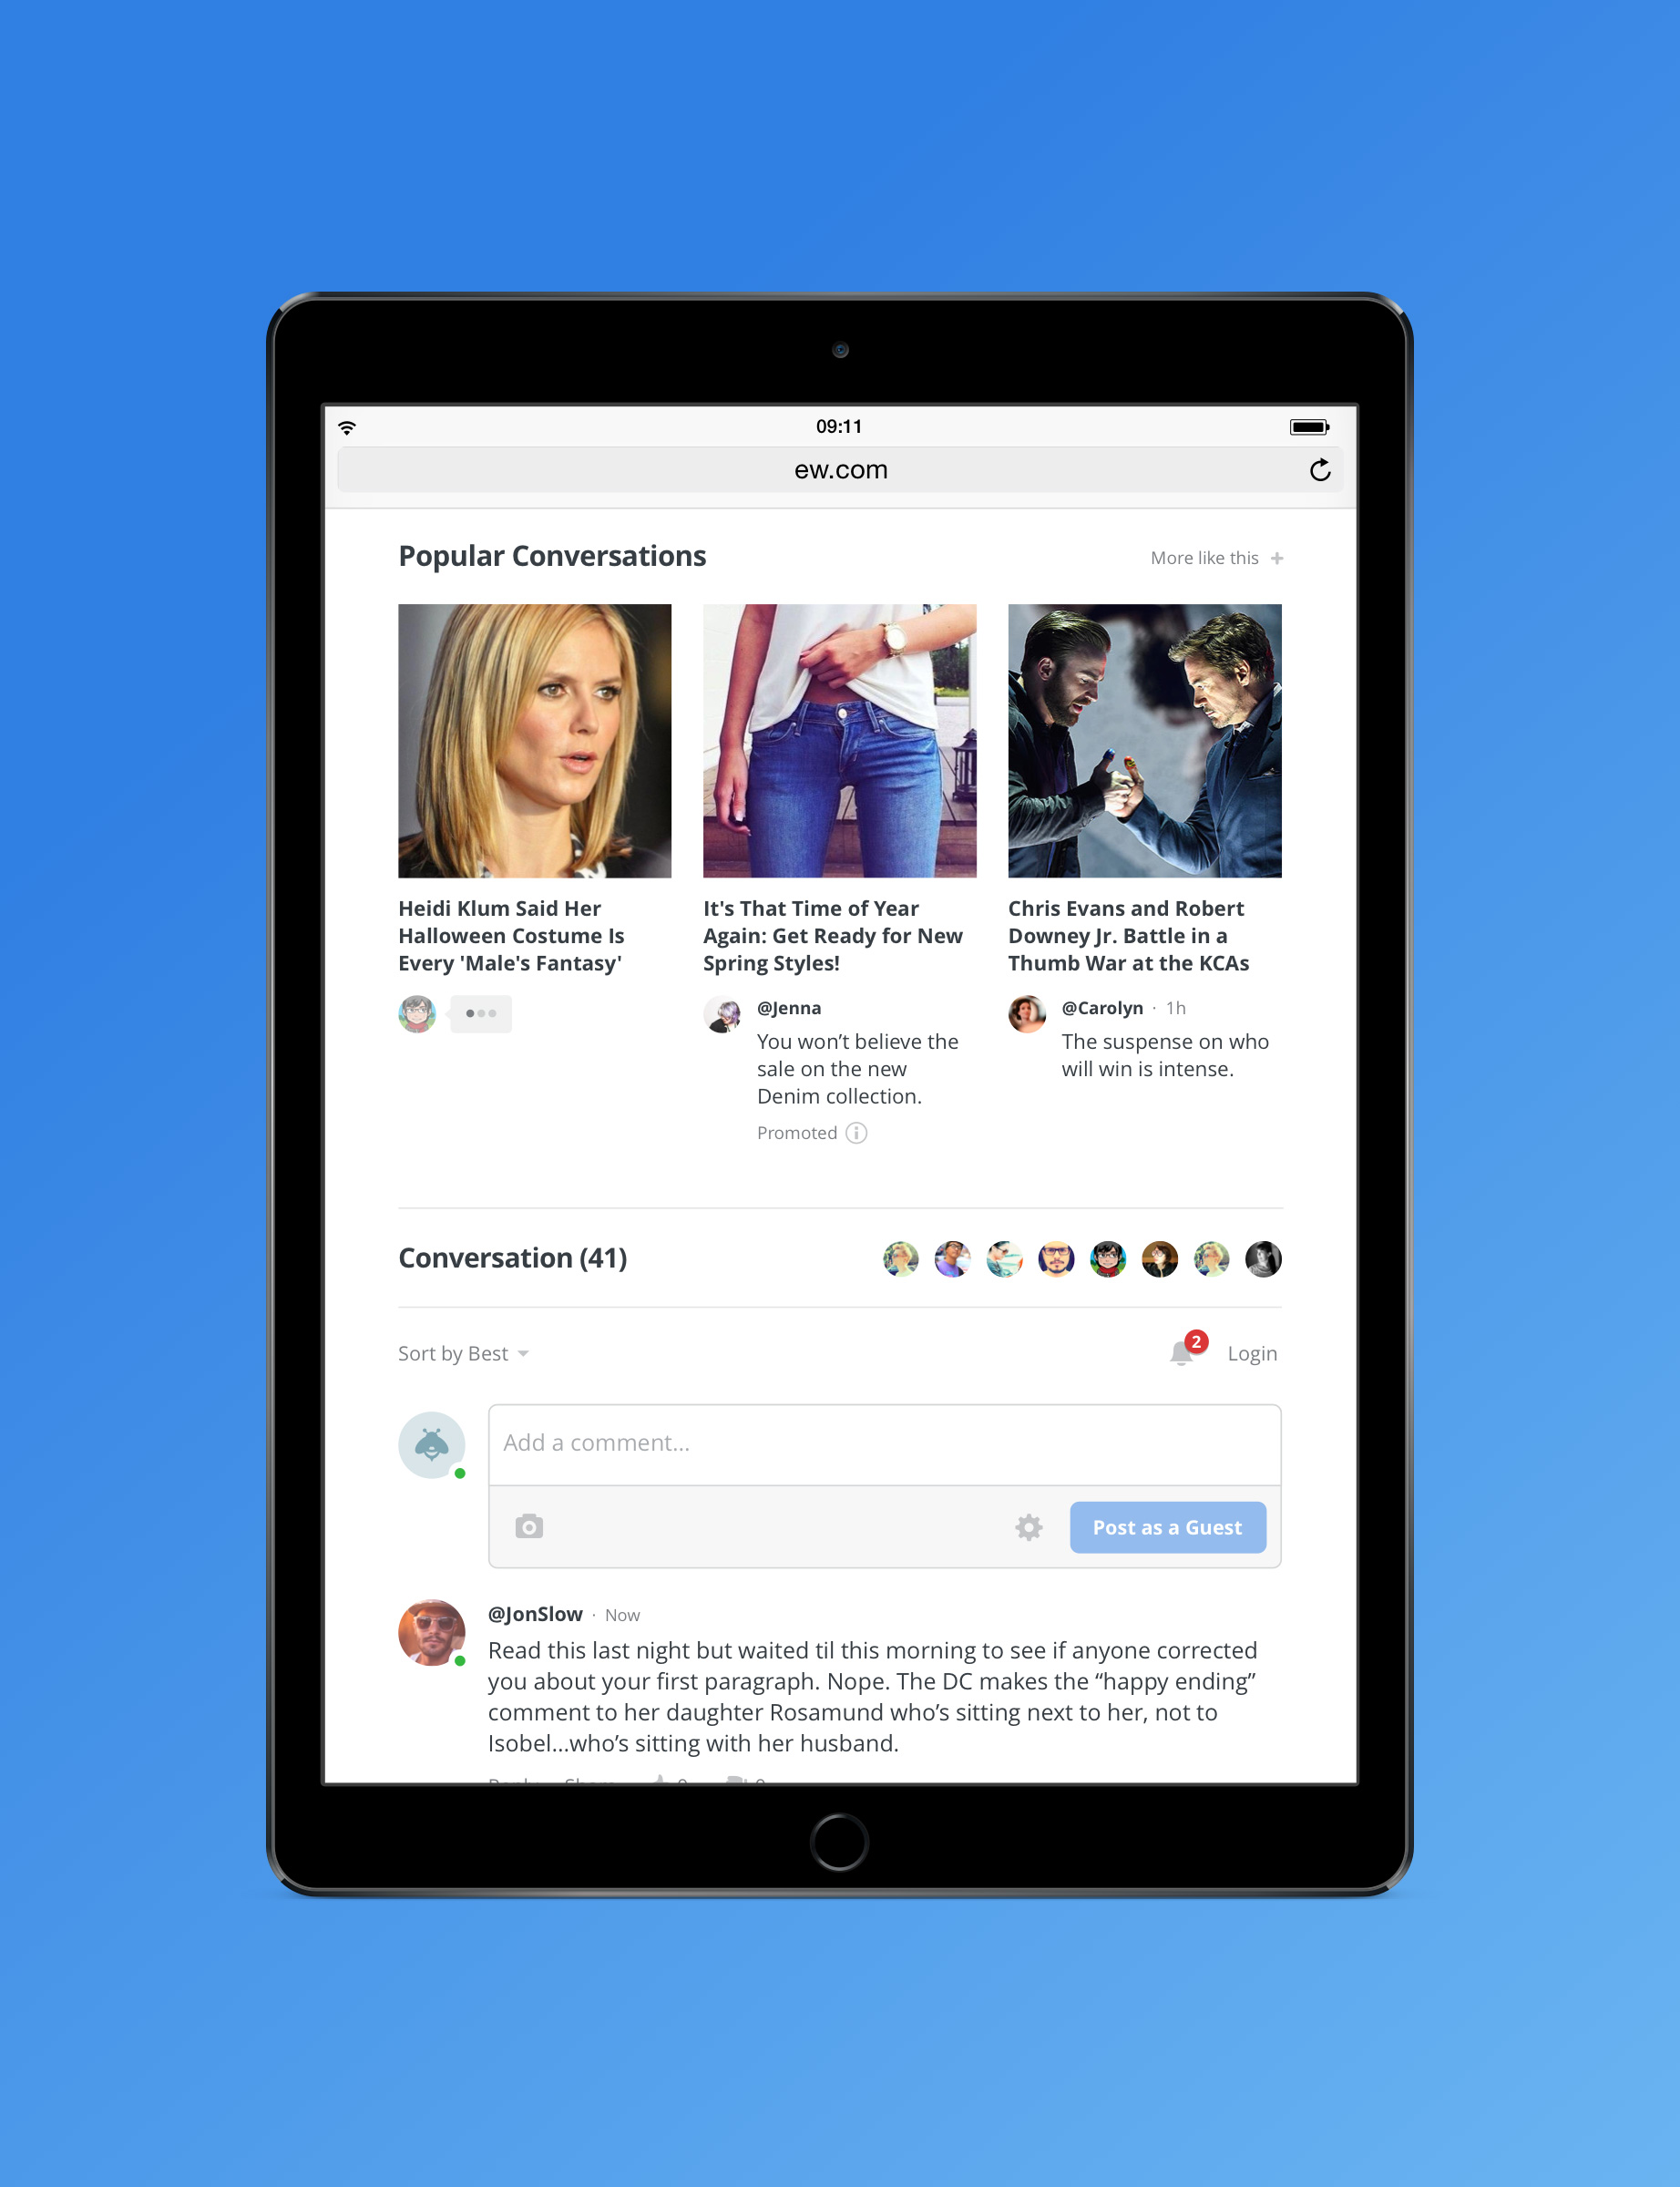 09:11
ew.com
Popular Conversations
More like this +
Heidi Klum Said Her
Halloween Costume Is
Every 'Male's Fantasy'
It's That Time of Year
Again: Get Ready for New
Spring Styles!
@Jenna
You won’t believe the
sale on the new
Denim collection.
Promoted
Chris Evans and Robert
Downey Jr. Battle in a
Thumb War at the KCAs
@Carolyn · 1h
The suspense on who
will win is intense.
Conversation (41)
Sort by Best
2
Login
Add a comment...
Post as a Guest
@JonSlow · Now
Read this last night but waited til this morning to see if anyone corrected
you about your first paragraph. Nope. The DC makes the “happy ending”
comment to her daughter Rosamund who’s sitting next to her, not to
Isobel...who’s sitting with her husband.